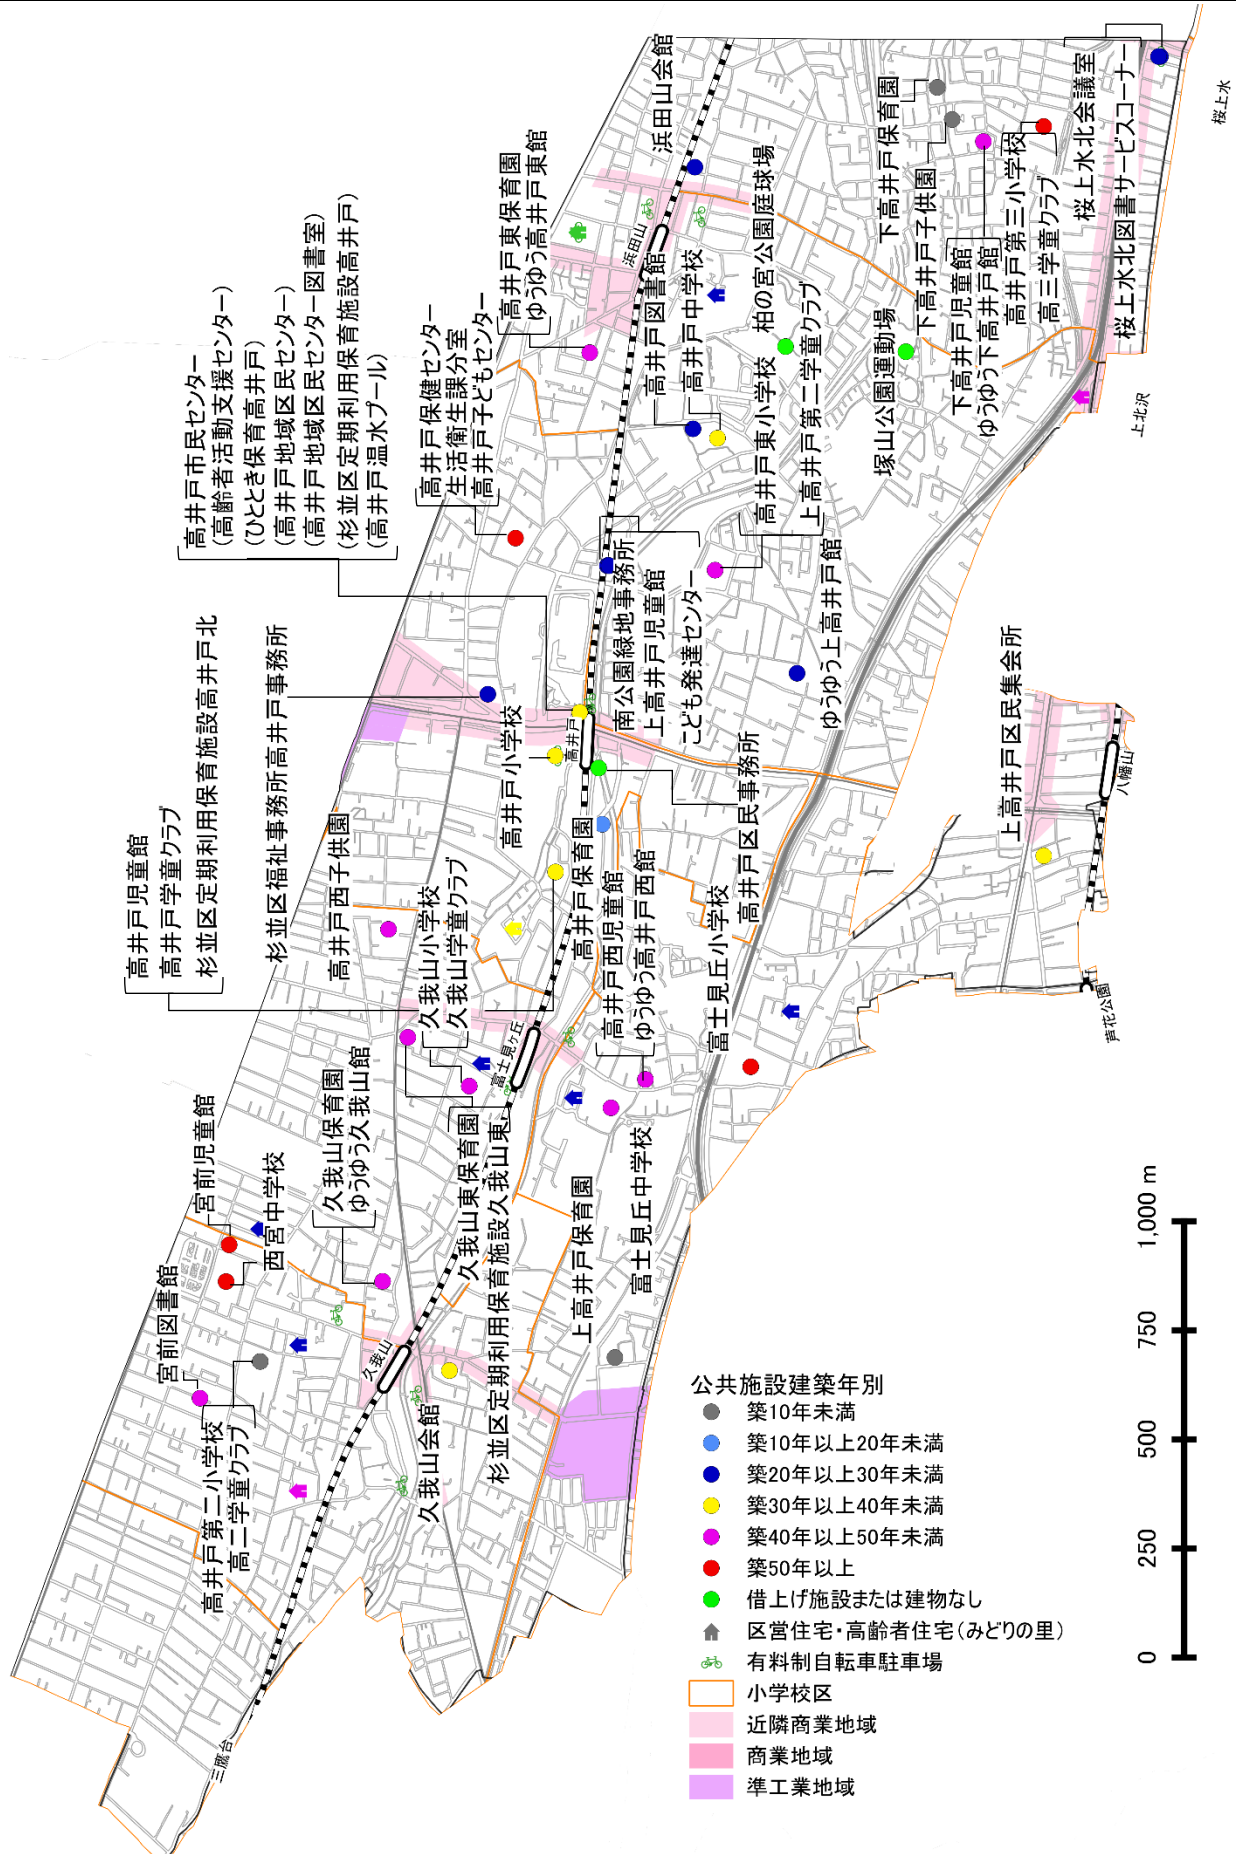 浜田山会館
桜上水北会議室
桜上水北図書サービスコーナー
桜上水
下高井戸保育園
下高井戸子供園
下高井戸児童館
ゆうゆう下高井戸館
高井戸第三小学校
高三学童クラブ
上北沢
高井戸東保育園
ゆうゆう高井戸東館
浜田山
高井戸図書館
高井戸中学校
柏の宮公園庭球場
塚山公園運動場
高井戸東小学校
上高井戸第二学童クラブ
高井戸保健センター
生活衛生課分室
高井戸子どもセンター
高井戸市民センター
(高齢者活動支援センター)
(ひととき保育高井戸)
(高井戸地域区民センター)
(高井戸地域区民センター図書室)
(杉並区定期利用保育施設高井戸)
(高井戸温水プール)
南公園緑地事務所
上高井戸児童館
こども発達センター
ゆうゆう上高井戸館
高井戸
高井戸小学校
杉並区福祉事務所高井戸事務所
高井戸児童館
高井戸学童クラブ
杉並区定期利用保育施設高井戸北
高井戸西子供園
高井戸保育園
高井戸区民事務所
高井戸西児童館
ゆうゆう高井戸西館
富士見丘小学校
上高井戸区民集会所
八幡山
芦花公園
久我山小学校
久我山学童クラブ
富士見ヶ丘
久我山東保育園
杉並区定期利用保育施設久我山東
富士見丘中学校
上高井戸保育園
久我山保育園
ゆうゆう久我山館
宮前児童館
西宮中学校
宮前図書館
高井戸第二小学校
高二学童クラブ
久我山
久我山会館
三鷹台
公共施設建築年別
築10年未満
築10年以上20年未満
築20年以上30年未満
築30年以上40年未満
築40年以上50年未満
築50年以上
借上げ施設または建物なし
区営住宅・高齢者住宅(みどりの里)
有料制自転車駐車場
小学校区
近隣商業地域
商業地域
準工業地域
0 250 500 750 1,000 m